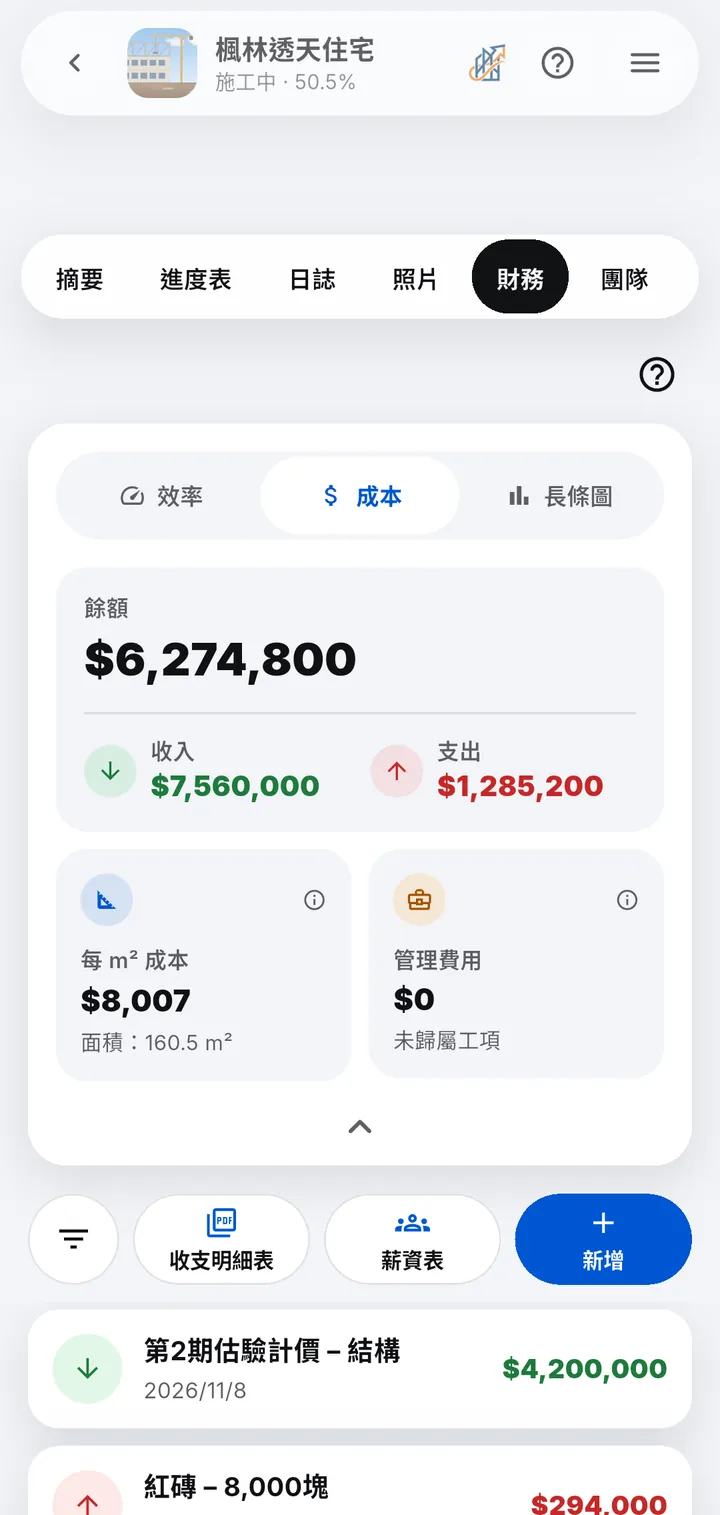 楓林透天住宅
施工中 · 50.5%
摘要 進度表 日誌 照片 財務 團隊
效率 成本 長條圖
餘額
$6,274,800
收入 支出
$7,560,000 $1,285,200
每 m² 成本
$8,007
面積：160.5 m²
管理費用
$0
未歸屬工項
PDF
收支明細表 薪資表 新增
第2期估驗計價 – 結構
2026/11/8
$4,200,000
紅磚 – 8,000塊
$294,000